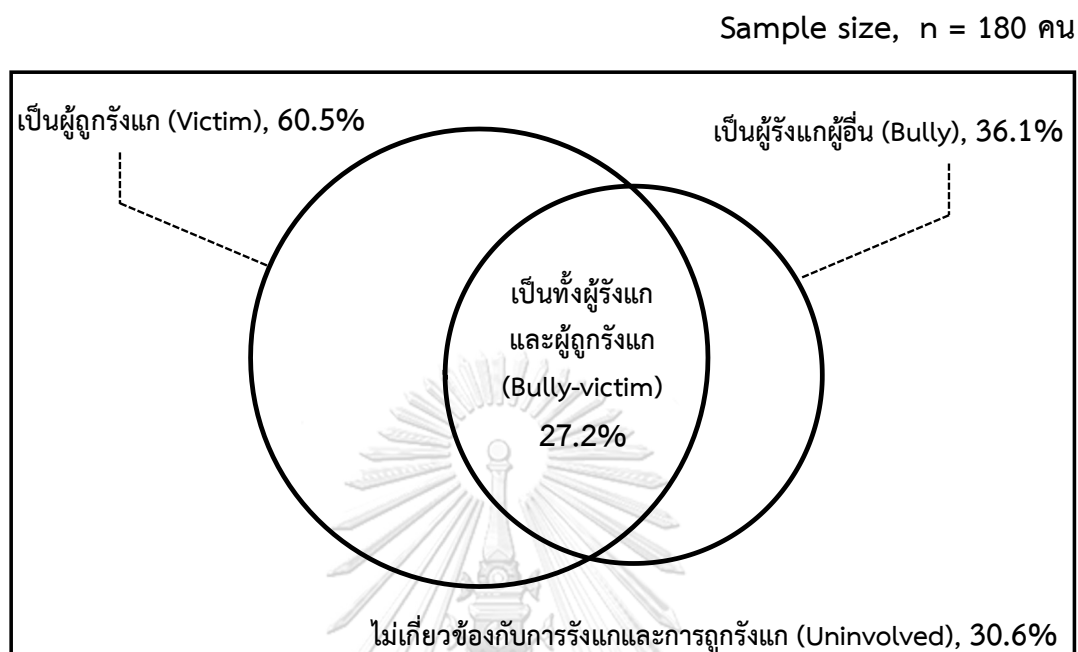 Sample size, n = 180 คน
เป็นผู้ถูกรังแก (Victim), 60.5%
เป็นผู้รังแกผู้อื่น (Bully), 36.1%
เป็นทั้งผู้รังแก
และผู้ถูกรังแก
(Bully-victim)
27.2%
ไม่เกี่ยวข้องกับการรังแกและการถูกรังแก (Uninvolved), 30.6%